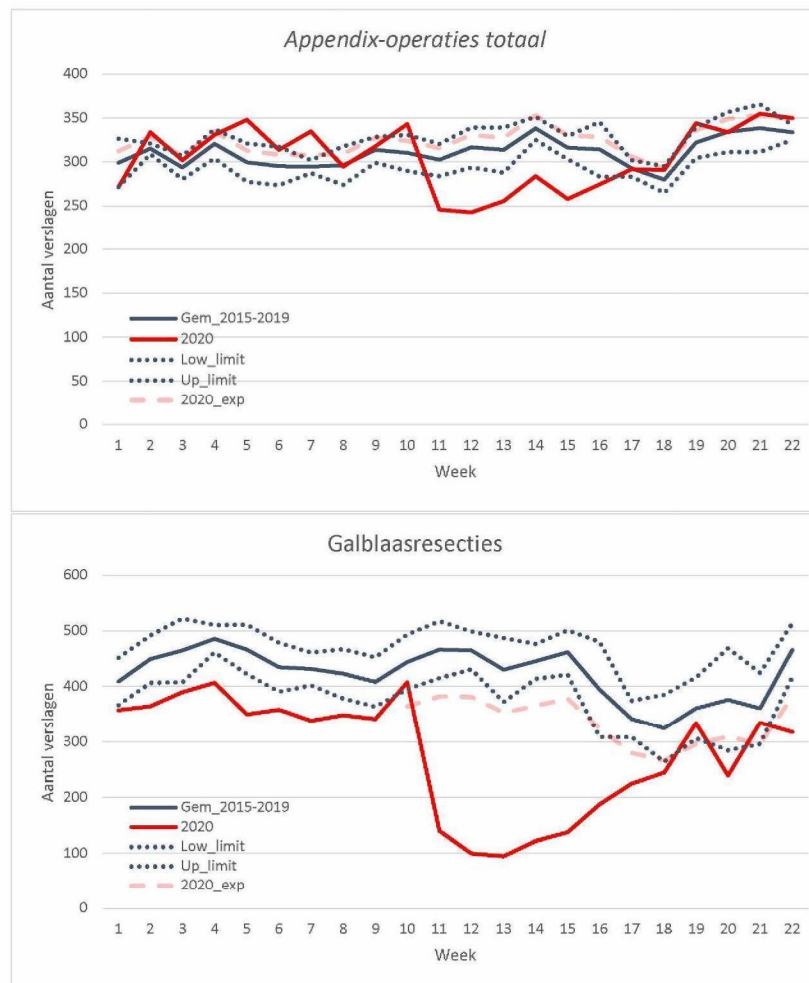 Appendix-operaties totaal
400
350
300
250
200
150
100
50
0
Aantal verslagen
Gem_2015-2019
2020
Low_limit
Up_limit
2020_exp
1 2 3 4 5 6 7 8 9 10 11 12 13 14 15 16 17 18 19 20 21 22
Week
Galblaasresecties
600
500
400
300
200
100
0
Aantal verslagen
Gem_2015-2019
2020
Low_limit
Up_limit
2020_exp
1 2 3 4 5 6 7 8 9 10 11 12 13 14 15 16 17 18 19 20 21 22
Week